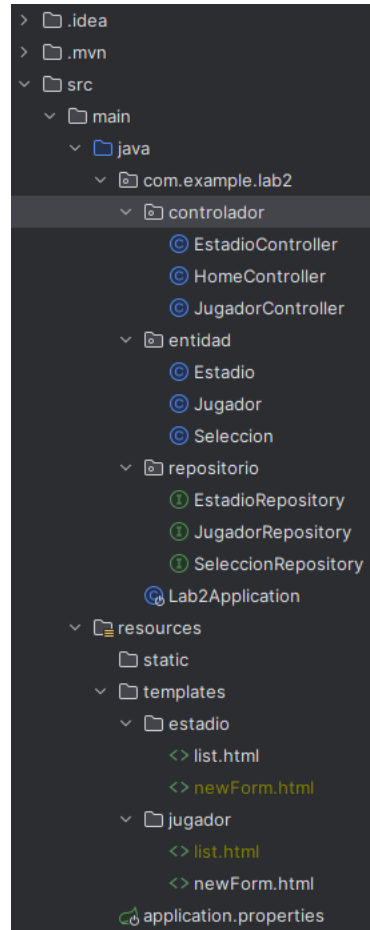 .idea
.mvn
src
main
java
com.example.lab2
controlador
EstadioController
HomeController
JugadorController
entidad
Estadio
Jugador
Seleccion
repositorio
EstadioRepository
JugadorRepository
SeleccionRepository
Lab2Application
resources
static
templates
estadio
list.html
newForm.html
jugador
list.html
newForm.html
application.properties